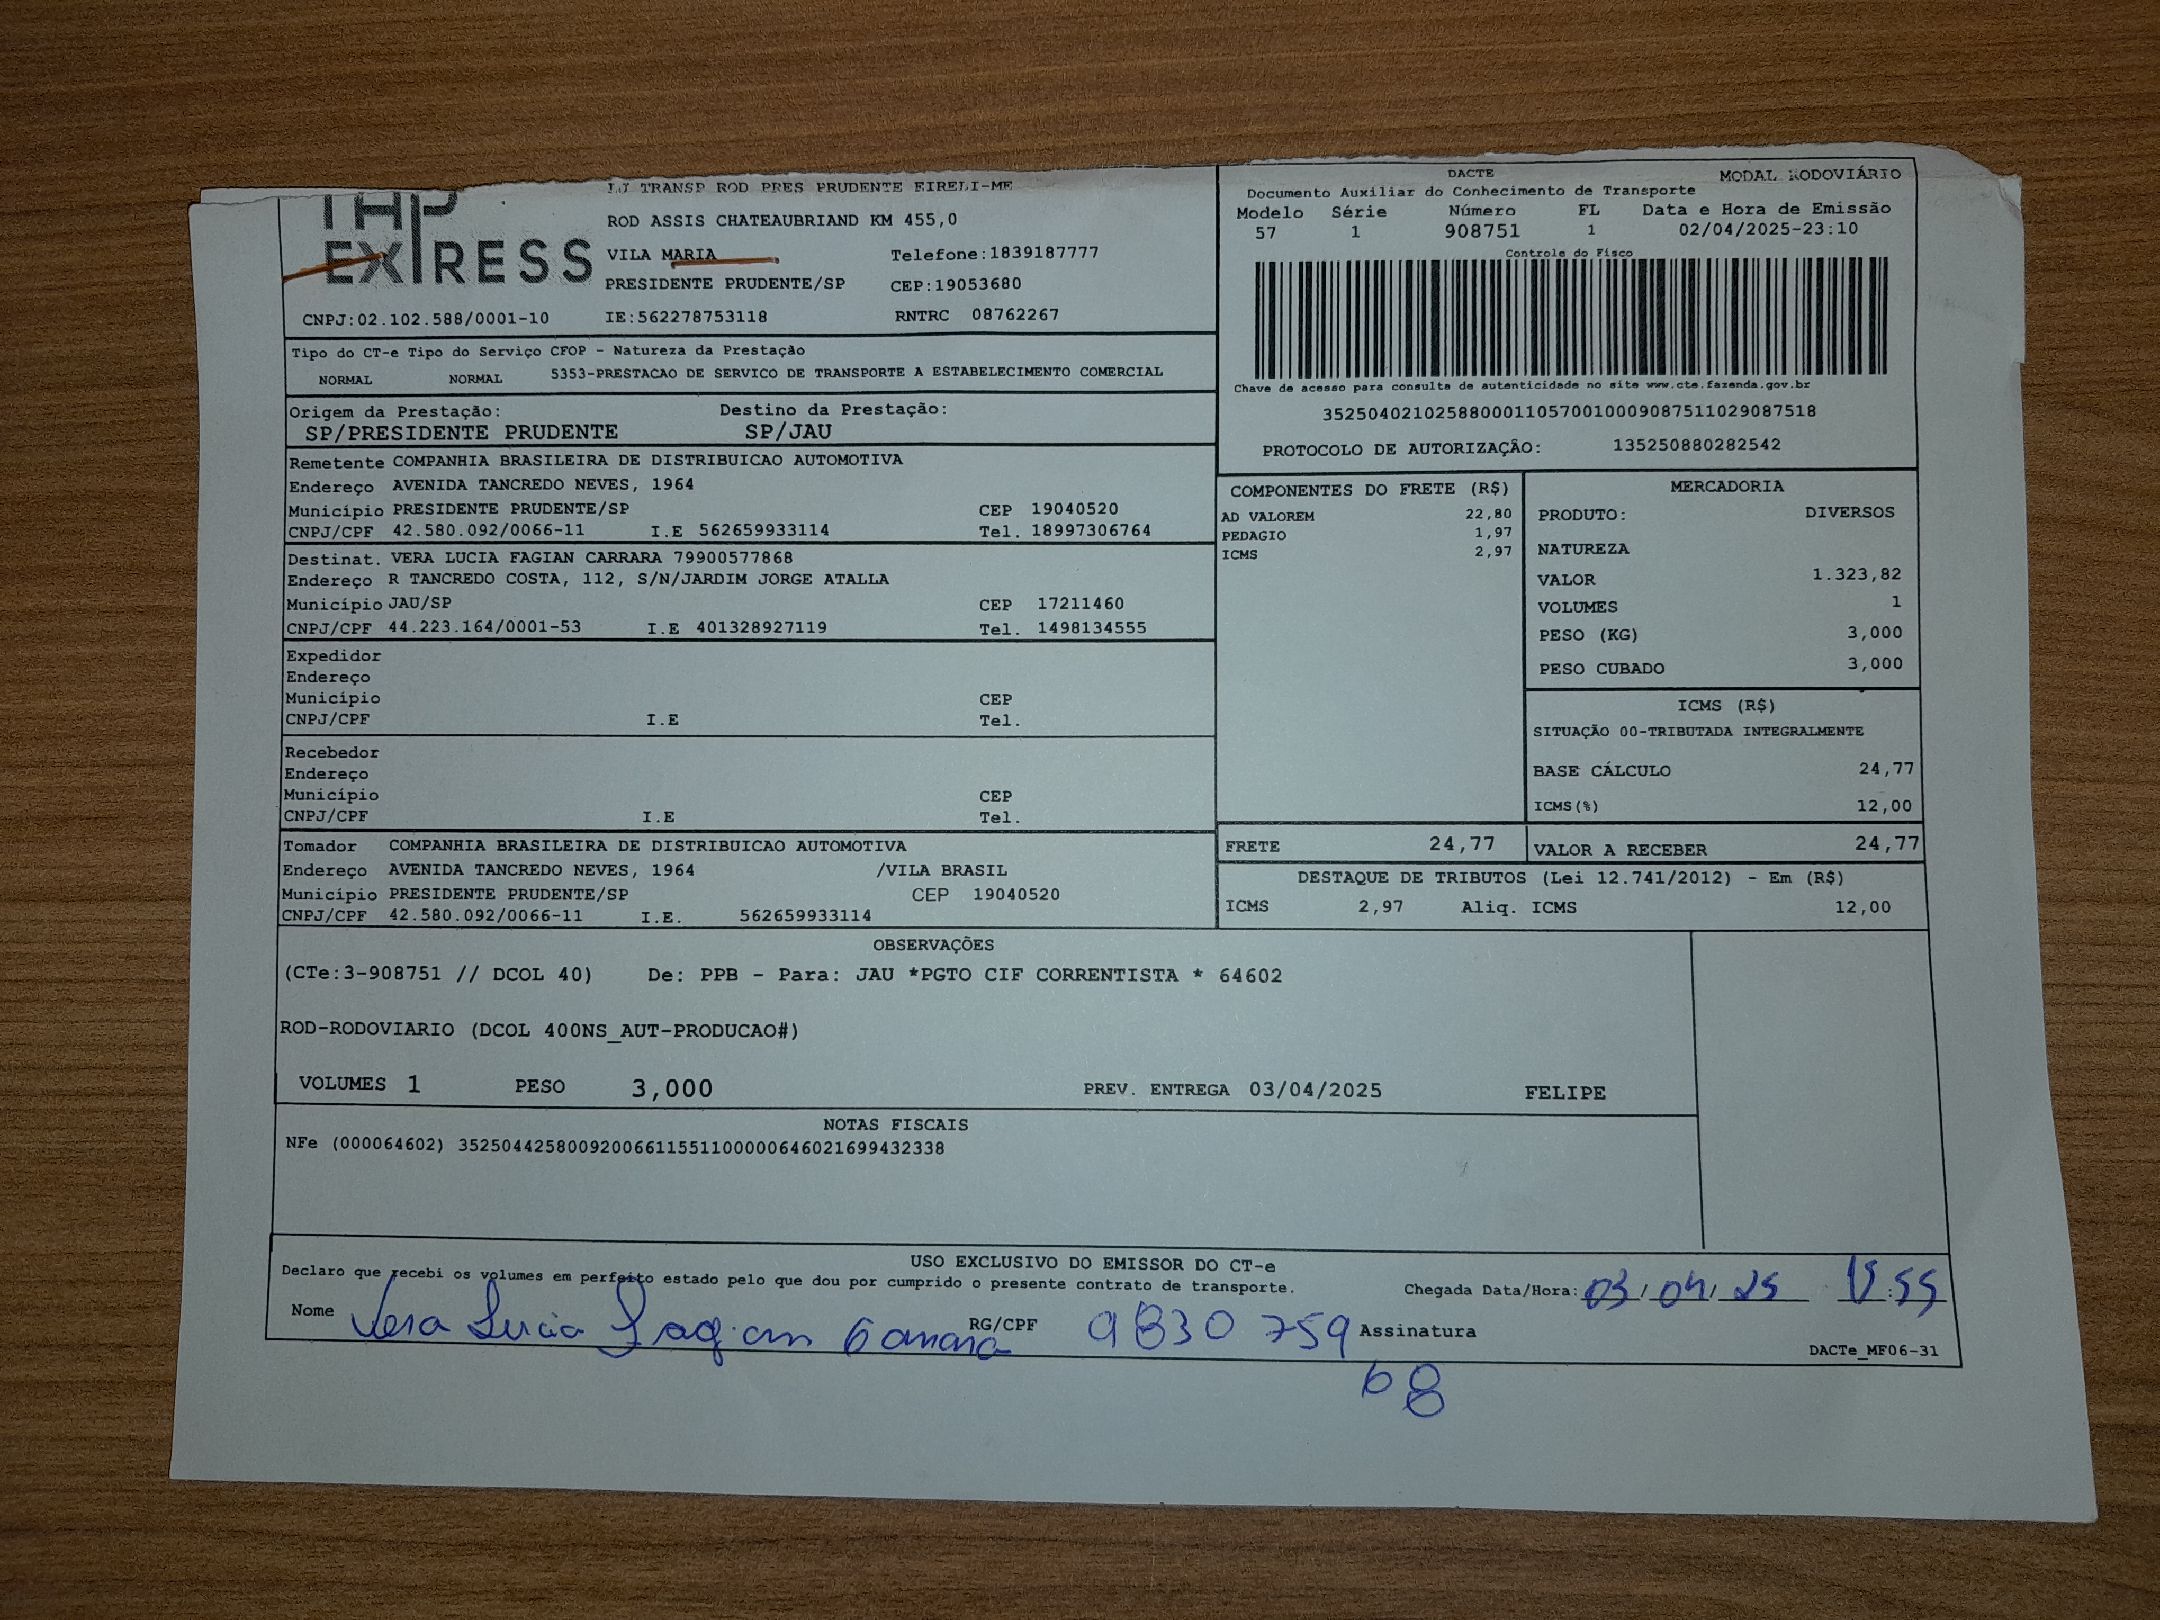 EXPRESS
CNPJ:02.102.588/0001-10
TRANSP ROD PRES PRUDENTE EIRELI-ME
ROD ASSIS CHATEAUBRIAND KM 455,0
VILA MARIA Telefone:1839187777
PRESIDENTE PRUDENTE/SP CEP:19053680
IE:562278753118 RNTRC 08762267
DACTE MODAL RODOVIÁRIO
Documento Auxiliar do Conhecimento de Transporte
Modelo Série Número FL Data e Hora de Emissão
57 1 908751 1 02/04/2025-23:10
Controle do Fisco
Chave de acesso para consulta de autenticidade no site www.cte.fazenda.gov.br
35250402102588000110570010009087511029087518
PROTOCOLO DE AUTORIZAÇÃO: 135250880282542
Tipo do CT-e Tipo do Serviço CFOP - Natureza da Prestação
NORMAL NORMAL 5353-PRESTACAO DE SERVICO DE TRANSPORTE A ESTABELECIMENTO COMERCIAL
Origem da Prestação: Destino da Prestação:
SP/PRESIDENTE PRUDENTE SP/JAU
Remetente COMPANHIA BRASILEIRA DE DISTRIBUICAO AUTOMOTIVA
Endereço AVENIDA TANCREDO NEVES, 1964
Município PRESIDENTE PRUDENTE/SP CEP 19040520
CNPJ/CPF 42.580.092/0066-11 I.E 562659933114 Tel. 18997306764
Destinat. VERA LUCIA FAGIAN CARRARA 79900577868
Endereço R TANCREDO COSTA, 112, S/N/JARDIM JORGE ATALLA
Município JAU/SP CEP 17211460
CNPJ/CPF 44.223.164/0001-53 I.E 401328927119 Tel. 1498134555
Expedidor
Endereço
Município CEP
CNPJ/CPF I.E Tel.
Recebedor
Endereço
Município CEP
CNPJ/CPF I.E Tel.
Tomador COMPANHIA BRASILEIRA DE DISTRIBUICAO AUTOMOTIVA
Endereço AVENIDA TANCREDO NEVES, 1964 /VILA BRASIL
Município PRESIDENTE PRUDENTE/SP CEP 19040520
CNPJ/CPF 42.580.092/0066-11 I.E. 562659933114
COMPONENTES DO FRETE (R$)
AD VALOREM 22,80
PEDAGIO 1,97
ICMS 2,97
MERCADORIA
PRODUTO: DIVERSOS
NATUREZA
VALOR 1.323,82
VOLUMES 1
PESO (KG) 3,000
PESO CUBADO 3,000
ICMS (R$)
SITUAÇÃO 00-TRIBUTADA INTEGRALMENTE
BASE CÁLCULO 24,77
ICMS(%) 12,00
FRETE 24,77 VALOR A RECEBER 24,77
DESTAQUE DE TRIBUTOS (Lei 12.741/2012) - Em (R$)
ICMS 2,97 Aliq. ICMS 12,00
OBSERVAÇÕES
(CTe:3-908751 // DCOL 40) De: PPB - Para: JAU *PGTO CIF CORRENTISTA * 64602
ROD-RODOVIARIO (DCOL 400NS_AUT-PRODUCAO#)
VOLUMES 1 PESO 3,000 PREV. ENTREGA 03/04/2025 FELIPE
NOTAS FISCAIS
NFe (000064602) 35250442580092006611551100000646021699432338
USO EXCLUSIVO DO EMISSOR DO CT-e
Declaro que recebi os volumes em perfeito estado pelo que dou por cumprido o presente contrato de transporte.
Chegada Data/Hora: 03/04/25
Nome Vera Lucia Fagian Carrara RG/CPF 9830759 Assinatura
68
DACTe_MF06-31